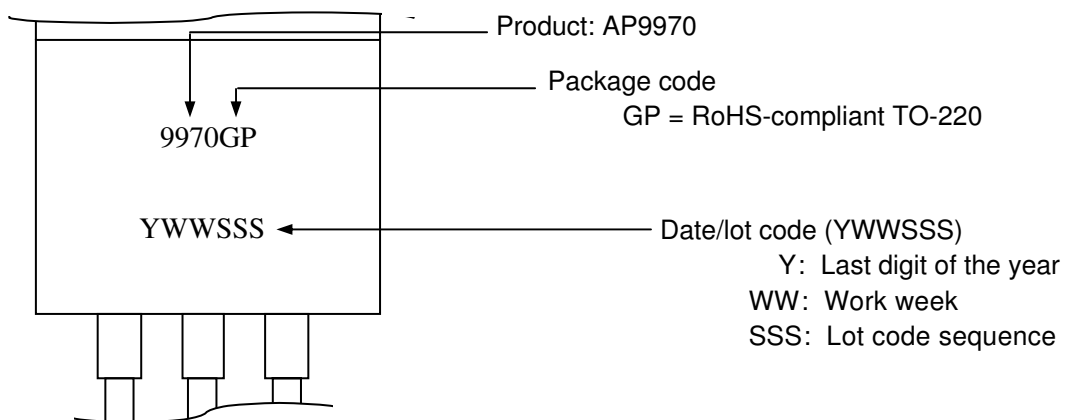 Product: AP9970
Package code
GP = RoHS-compliant TO-220
9970GP
YWWSSS
Date/lot code (YWWSSS)
Y: Last digit of the year
WW: Work week
SSS: Lot code sequence